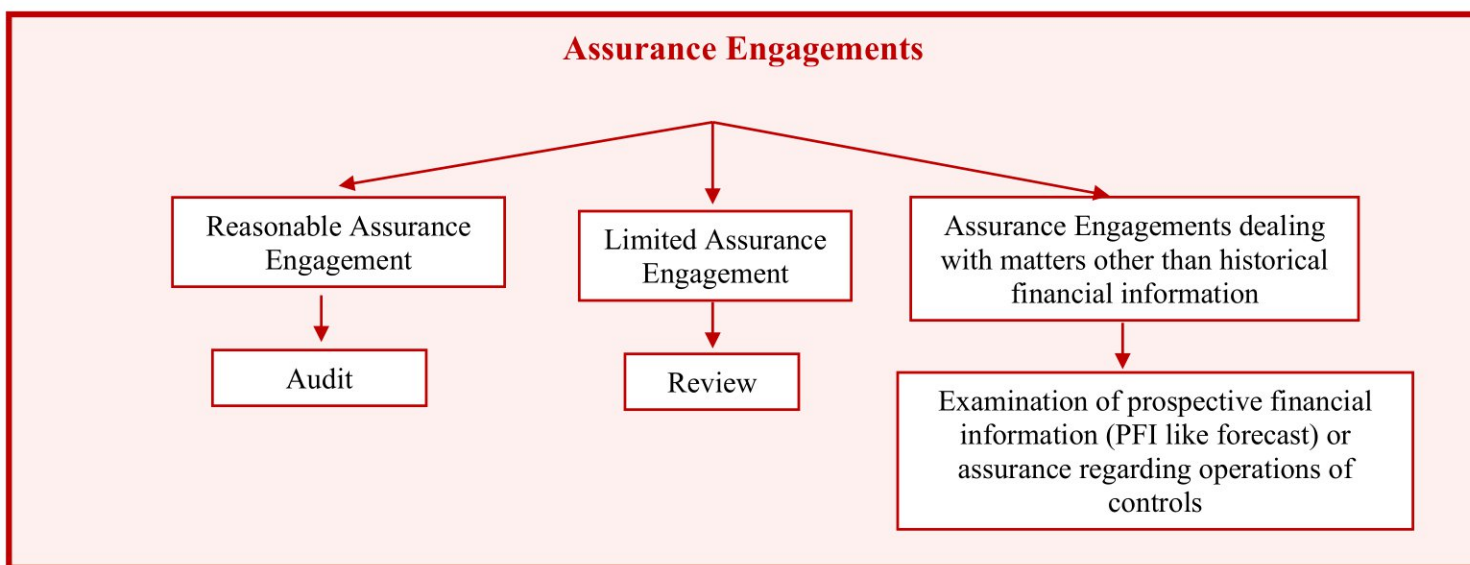 Assurance Engagements
Reasonable Assurance
Engagement
Limited Assurance
Engagement
Assurance Engagements dealing
with matters other than historical
financial information
Audit
Review
Examination of prospective financial
information (PFI like forecast) or
assurance regarding operations of
controls